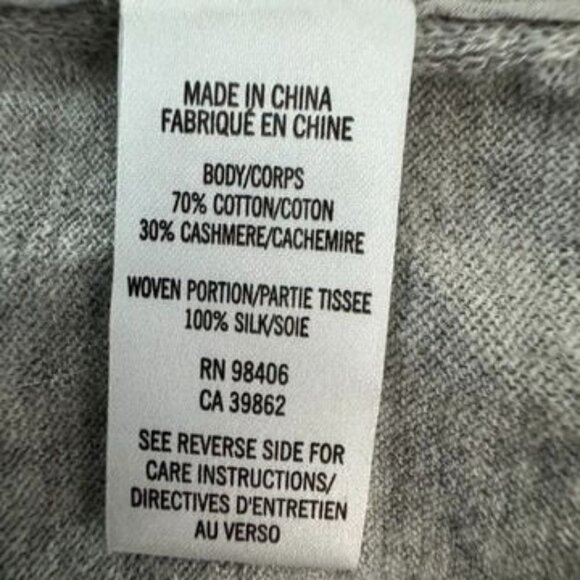 MADE IN CHINA
FABRIQUÉ EN CHINE
BODY/CORPS
70% COTTON/COTON
30% CASHMERE/CACHEMIRE
WOVEN PORTION/PARTIE TISSEE
100% SILK/SOIE
RN 98406
CA 39862
SEE REVERSE SIDE FOR
CARE INSTRUCTIONS/
DIRECTIVES D'ENTRETIEN
AU VERSO